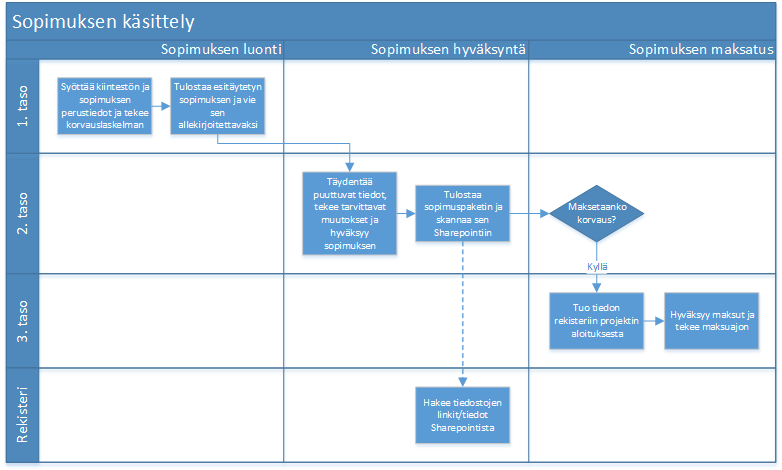 Sopimuksen käsittely
Sopimuksen luonti
Sopimuksen hyväksyntä
Sopimuksen maksatus
1. taso
Syöttää kiintestön ja
sopimuksen
perustiedot ja tekee
korvauslaskelman
Tulostaa esitäytetyn
sopimuksen ja vie
sen
allekirjoitettavaksi
2. taso
Täydentää
puuttuvat tiedot,
tekee tarvittavat
muutokset ja
hyväksyy
sopimuksen
Tulostaa
sopimuspaketin ja
skannaa sen
Sharepointiin
Maksetaanko
korvaus?
Kyllä
3. taso
Tuo tiedon
rekisteriin projektin
aloituksesta
Hyväksyy maksut ja
tekee maksuajon
Rekisteri
Hakee tiedostojen
linkit/tiedot
Sharepointista